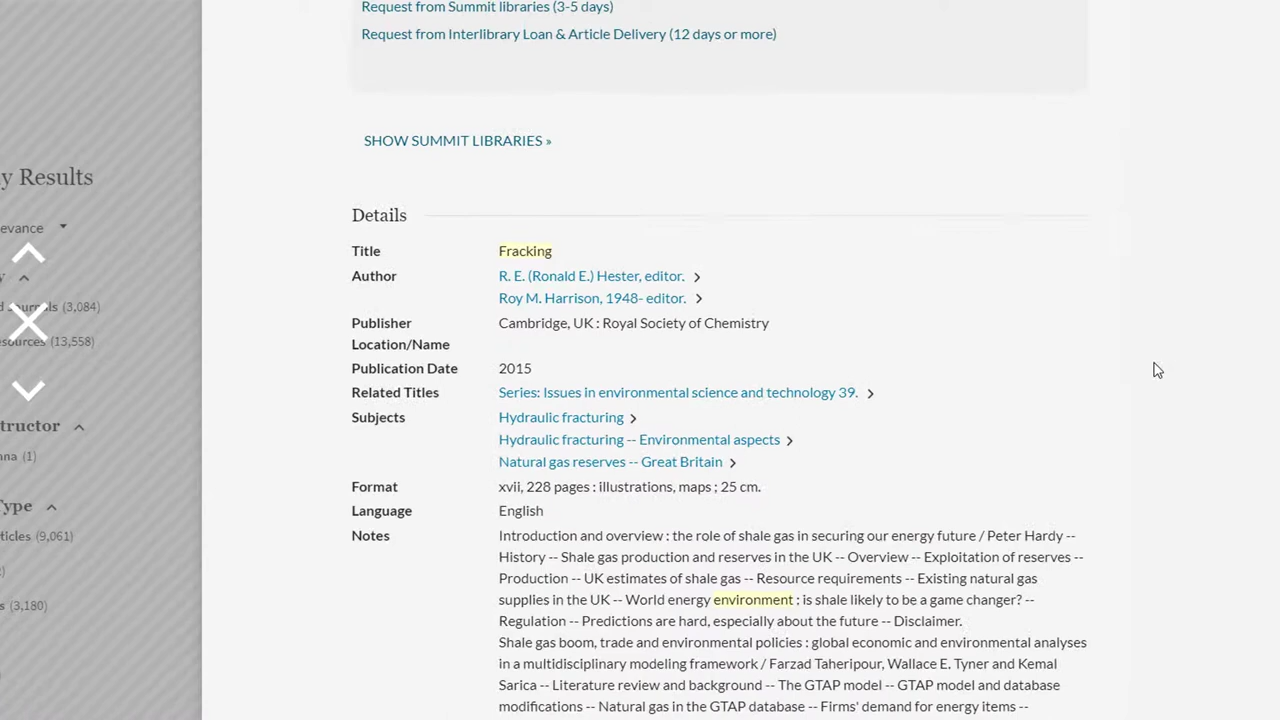 Request from Summit libraries (3-5 days)
Request from Interlibrary Loan & Article Delivery (12 days or more)
SHOW SUMMIT LIBRARIES »
y Results
evance
y
d Journals (3,084)
sources (13,558)
tructor
nna (1)
Type
ticles (9,061)
)
s (3,180)
)
Details
Title Fracking
Author R. E. (Ronald E.) Hester, editor.
Roy M. Harrison, 1948- editor.
Publisher Cambridge, UK : Royal Society of Chemistry
Location/Name
Publication Date 2015
Related Titles Series: Issues in environmental science and technology 39.
Subjects Hydraulic fracturing
Hydraulic fracturing -- Environmental aspects
Natural gas reserves -- Great Britain
Format xvii, 228 pages : illustrations, maps ; 25 cm.
Language English
Notes Introduction and overview : the role of shale gas in securing our energy future / Peter Hardy --
History -- Shale gas production and reserves in the UK -- Overview -- Exploitation of reserves --
Production -- UK estimates of shale gas -- Resource requirements -- Existing natural gas
supplies in the UK -- World energy environment ; is shale likely to be a game changer? --
Regulation -- Predictions are hard, especially about the future -- Disclaimer.
Shale gas boom, trade and environmental policies : global economic and environmental analyses
in a multidisciplinary modeling framework / Farzad Taheripour, Wallace E. Tyner and Kemal
Sarica -- Literature review and background -- The GTAP model -- GTAP model and database
modifications -- Natural gas in the GTAP database -- Firms' demand for energy items --